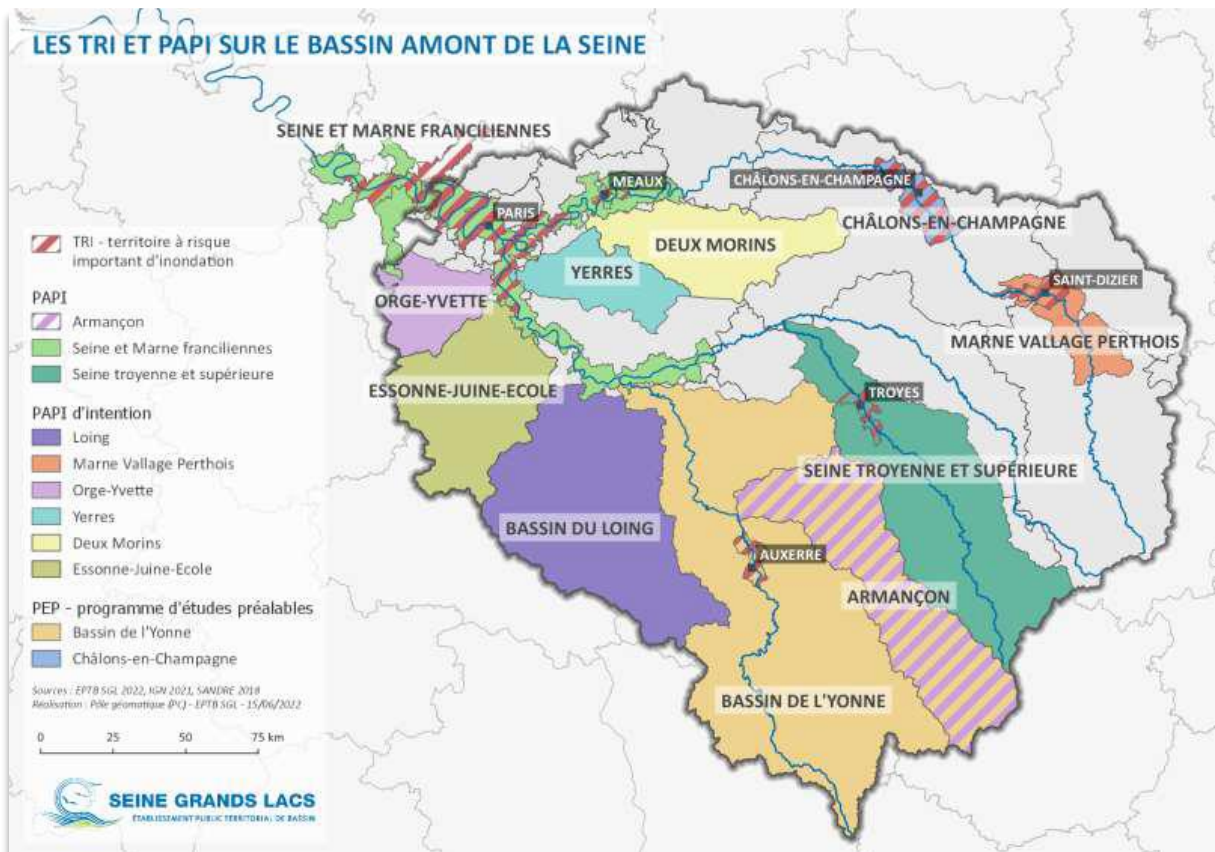 LES TRI ET PAPI SUR LE BASSIN AMONT DE LA SEINE
SEINE ET MARNE FRANCILIENNES
MEAUX
CHÂLONS-EN-CHAMPAGNE
PARIS
CHÂLONS-EN-CHAMPAGNE
DEUX MORINS
YERRES
SAINT-DIZIER
ORGE-YVETTE
MARNE VALLAGE PERTHOIS
ESSONNE-JUINE-ECOLE
TROYES
SEINE TROYENNE ET SUPÉRIEURE
BASSIN DU LOING
AUXERRE
ARMANÇON
BASSIN DE L'YONNE
TRI - territoire à risque
important d'inondation
PAPI
Armançon
Seine et Marne franciliennes
Seine troyenne et supérieure
PAPI d'intention
Loing
Marne Vallage Perthois
Orge-Yvette
Yerres
Deux Morins
Essonne-Juine-Ecole
PEP - programme d'études préalables
Bassin de l'Yonne
Châlons-en-Champagne
Sources : EPTB SGL 2022, IGN 2021, SANDRE 2018
Réalisation : Pôle géomatique (PC) - EPTB SGL - 15/06/2022
0 25 50 75 km
SEINE GRANDS LACS
ÉTABLISSEMENT PUBLIC TERRITORIAL DE BASSIN